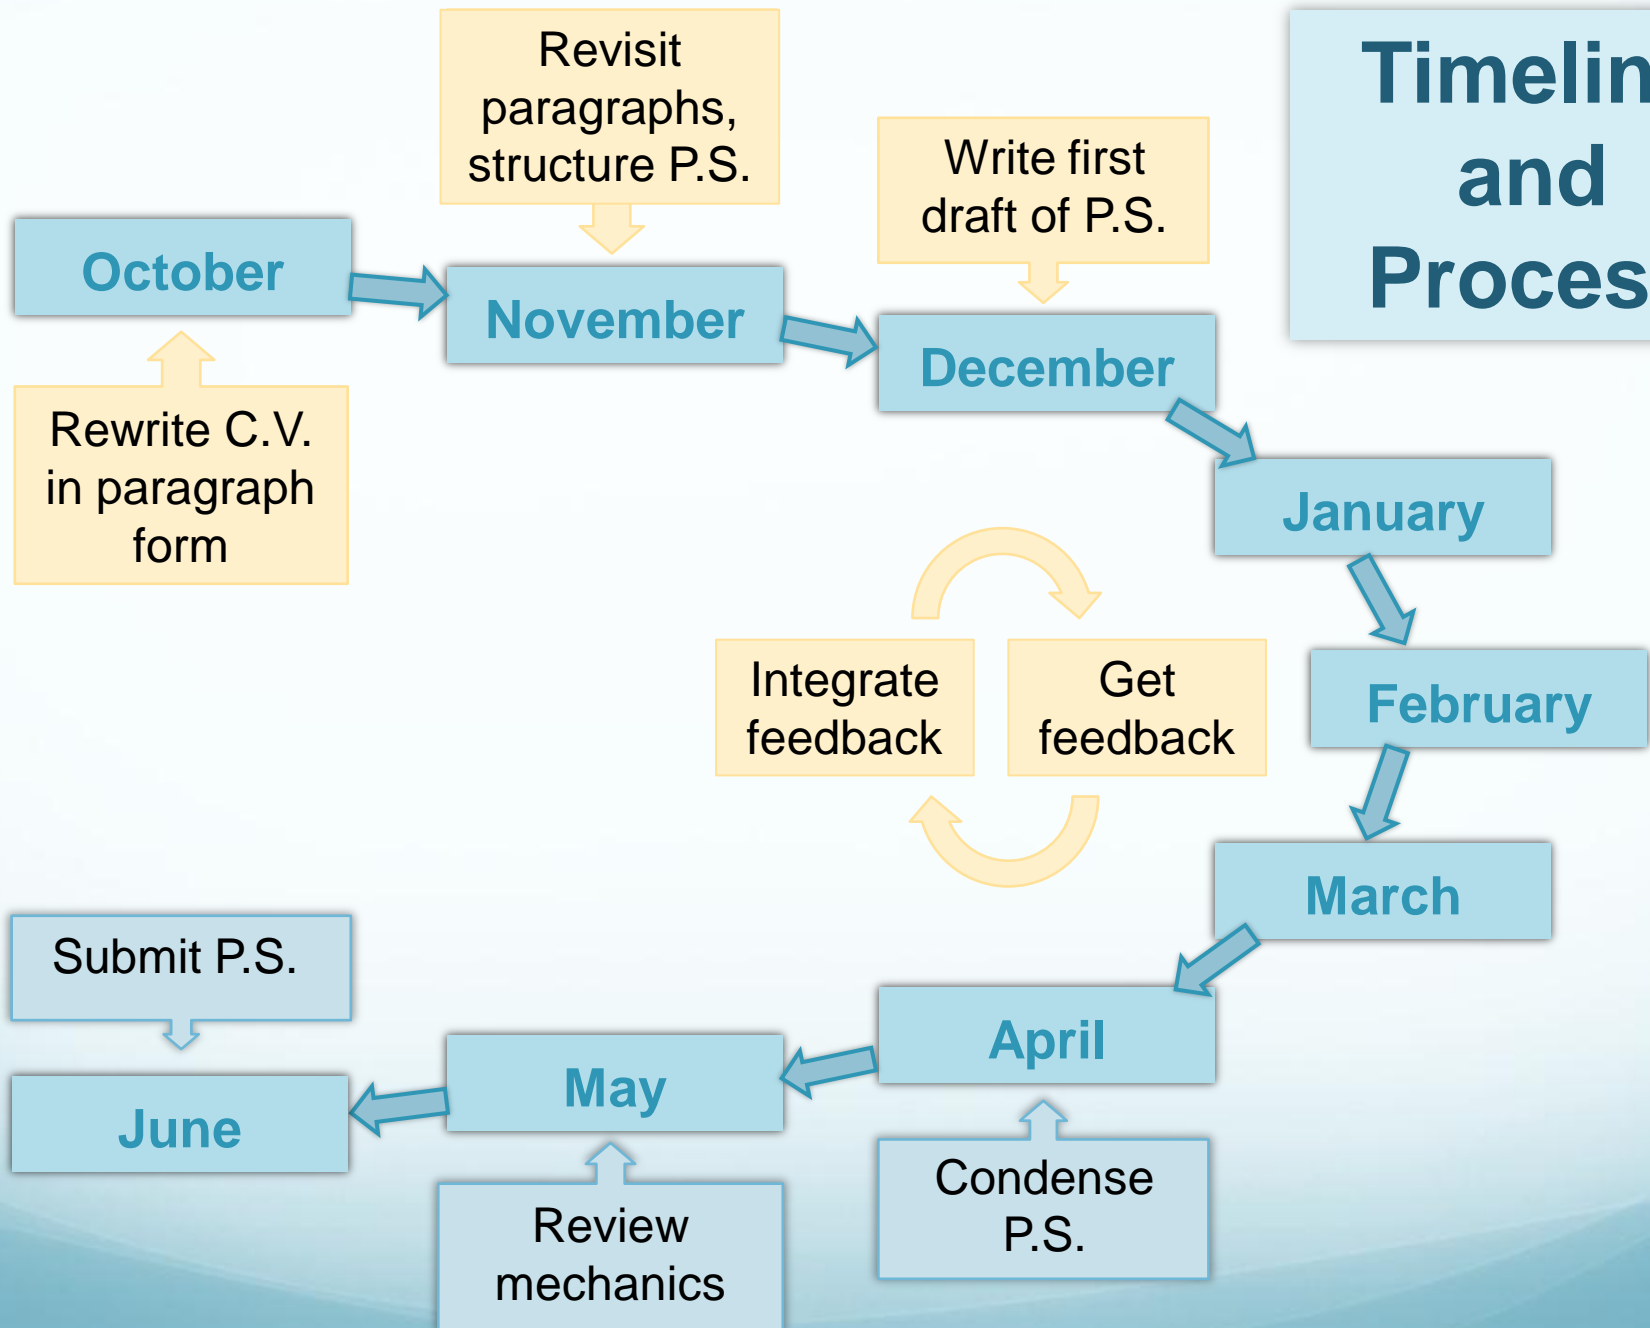 Timelin
and
Proces
Revisit
paragraphs,
structure P.S.
Write first
draft of P.S.
October
November
December
Rewrite C.V.
in paragraph
form
January
February
Integrate
feedback
Get
feedback
March
April
Condense
P.S.
May
Review
mechanics
Submit P.S.
June